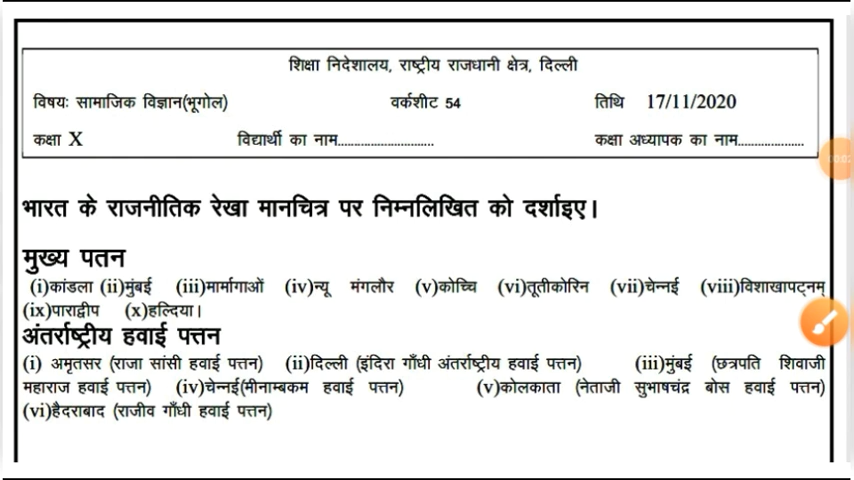 शिक्षा निदेशालय, राष्ट्रीय राजधानी क्षेत्र, दिल्ली
विषयः सामाजिक विज्ञान(भूगोल) वर्कशीट 54 तिथि 17/11/2020
कक्षा X विद्यार्थी का नाम............................ कक्षा अध्यापक का नाम....................
भारत के राजनीतिक रेखा मानचित्र पर निम्नलिखित को दर्शाइए।
मुख्य पतन
(i)कांडला (ii)मुंबई (iii)मार्मागाओं (iv)न्यू मंगलौर (v)कोच्चि (vi)तूतीकोरिन (vii)चेन्नई (viii)विशाखापट्नम्
(ix)पाराद्वीप (x)हल्दिया।
अंतर्राष्ट्रीय हवाई पत्तन
(i) अमृतसर (राजा सांसी हवाई पत्तन) (ii)दिल्ली (इंदिरा गाँधी अंतर्राष्ट्रीय हवाई पत्तन) (iii)मुंबई (छत्रपति शिवाजी
महाराज हवाई पत्तन) (iv)चेन्नई(मीनाम्बकम हवाई पत्तन) (v)कोलकाता (नेताजी सुभाषचंद्र बोस हवाई पत्तन)
(vi)हैदराबाद (राजीव गाँधी हवाई पत्तन)